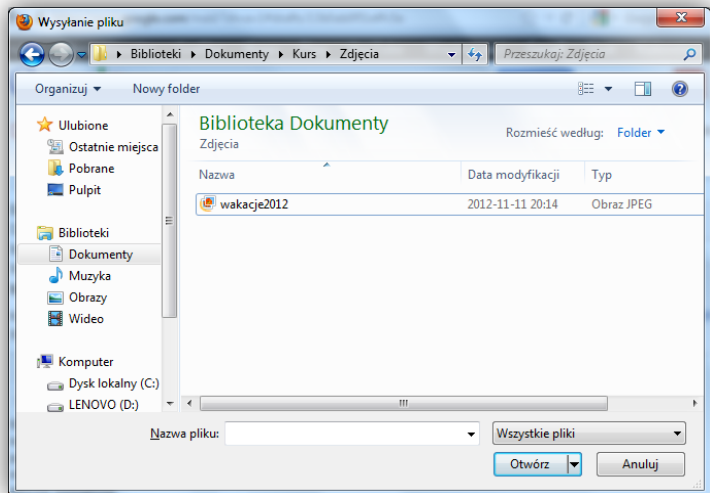 Wysyłanie pliku
Biblioteki Dokumenty Kurs Zdjęcia Przeszukaj: Zdjęcia
Organizuj Nowy folder
Ulubione
Ostatnie miejsca
Pobrane
Pulpit
Biblioteki
Dokumenty
Muzyka
Obrazy
Wideo
Komputer
Dysk lokalny (C:)
LENOVO (D:)
Biblioteka Dokumenty
Zdjęcia
Rozmieść według: Folder
Nazwa Data modyfikacji Typ
wakacje2012 2012-11-11 20:14 Obraz JPEG
Nazwa pliku: Wszystkie pliki
Otwórz Anuluj